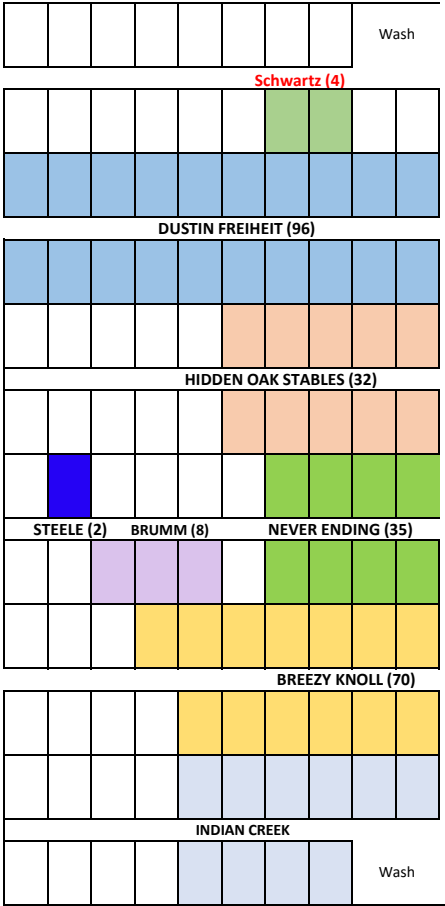 Wash
Schwartz (4)
DUSTIN FREIHEIT (96)
HIDDEN OAK STABLES (32)
STEELE (2) BRUMM (8) NEVER ENDING (35)
BREEZY KNOLL (70)
INDIAN CREEK
Wash